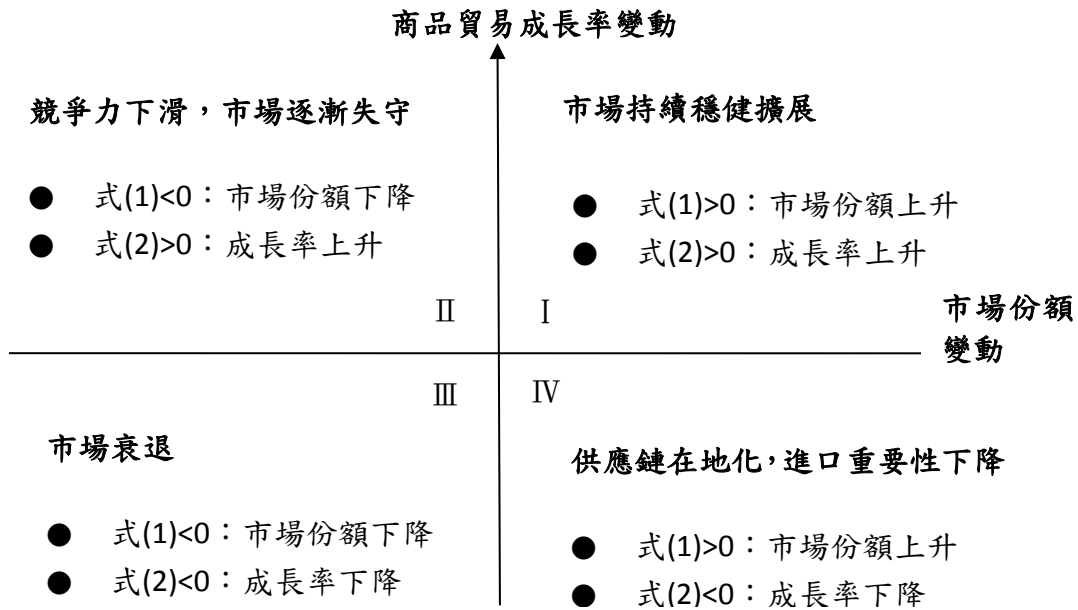 商品貿易成長率變動
競爭力下滑，市場逐漸失守
● 式(1)<0：市場份額下降
● 式(2)>0：成長率上升
市場持續穩健擴展
● 式(1)>0：市場份額上升
● 式(2)>0：成長率上升
Ⅱ
Ⅰ
市場份額
變動
Ⅲ
Ⅳ
市場衰退
● 式(1)<0：市場份額下降
● 式(2)<0：成長率下降
供應鏈在地化，進口重要性下降
● 式(1)>0：市場份額上升
● 式(2)<0：成長率下降